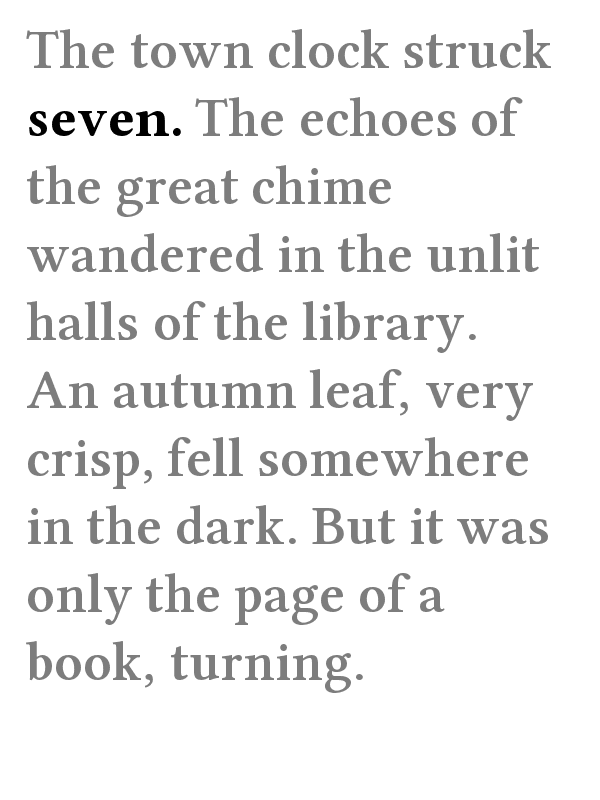 The town clock struck
seven. The echoes of
the great chime
wandered in the unlit
halls of the library.
An autumn leaf, very
crisp, fell somewhere
in the dark. But it was
only the page of a
book, turning.